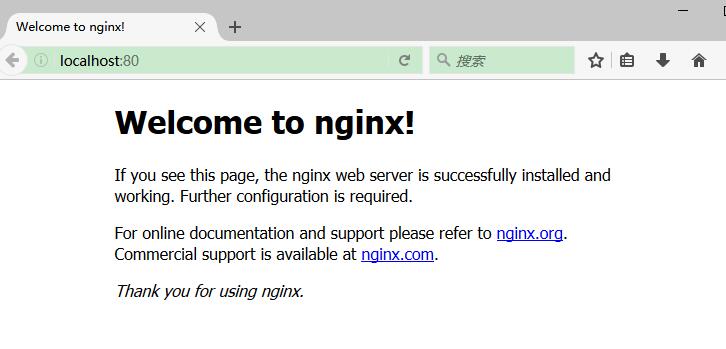 Welcome to nginx!
localhost:80
搜索
Welcome to nginx!
If you see this page, the nginx web server is successfully installed and
working. Further configuration is required.
For online documentation and support please refer to nginx.org.
Commercial support is available at nginx.com.
Thank you for using nginx.